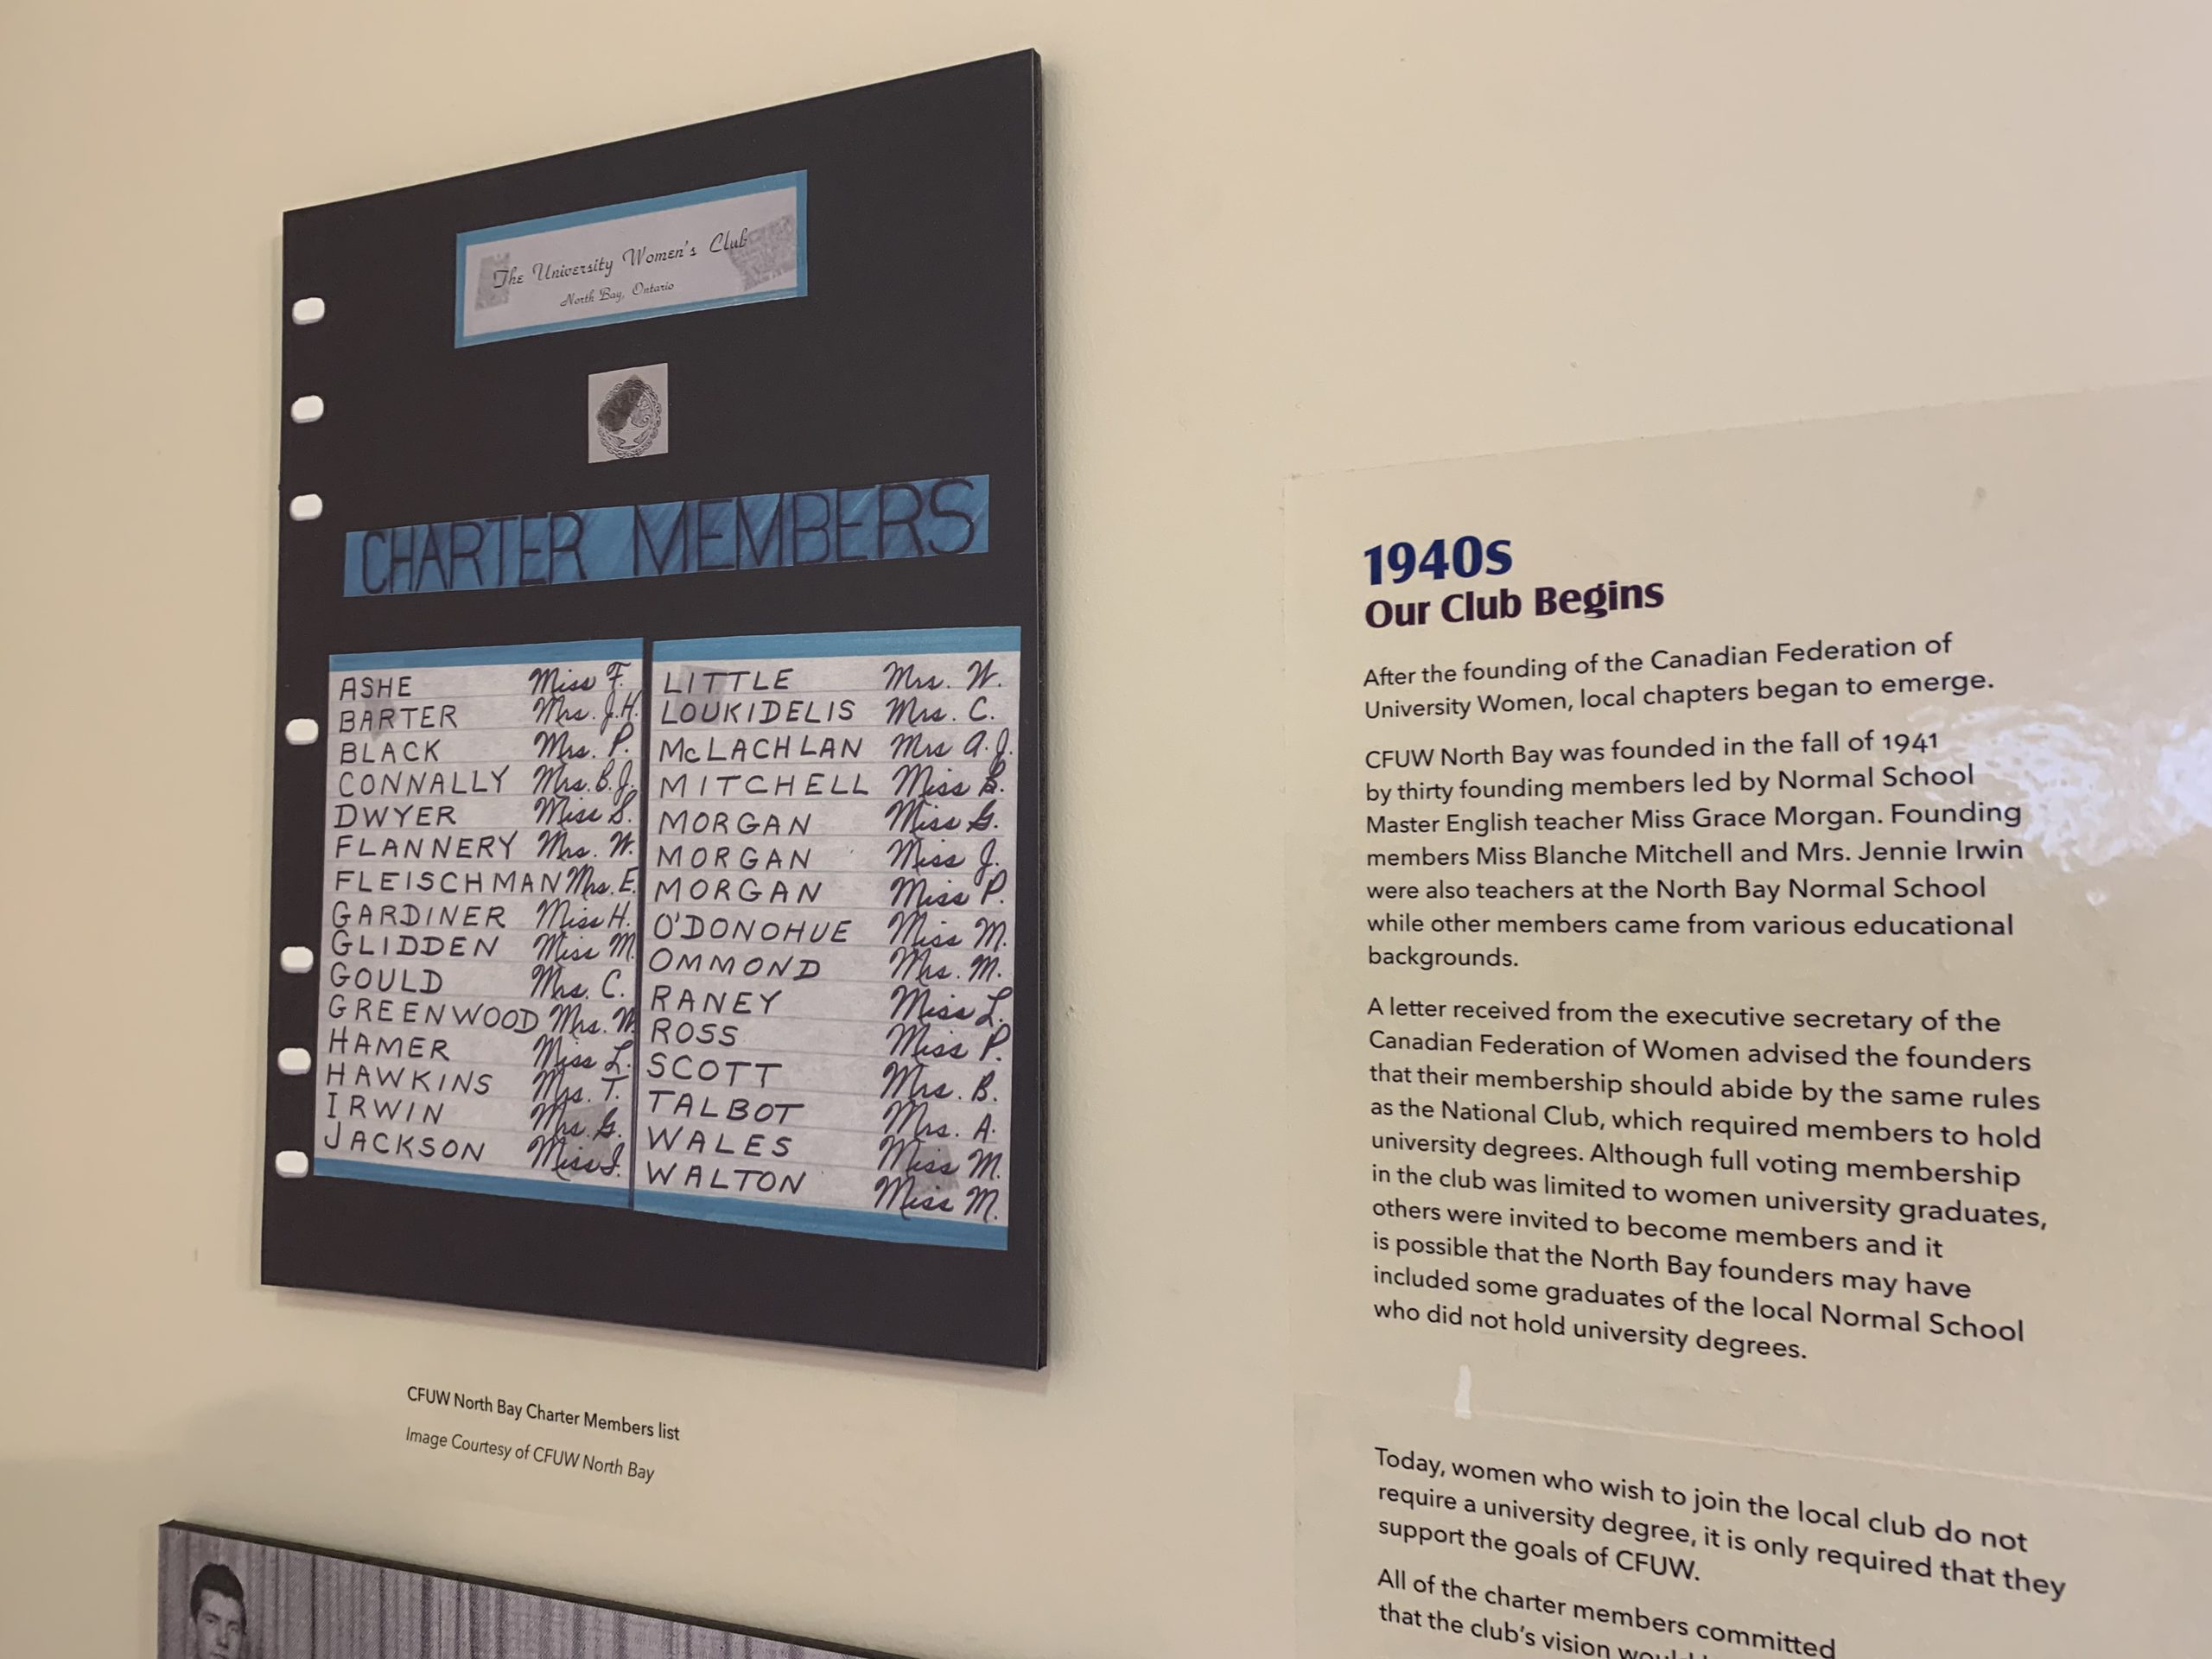 The University Women's Club
North Bay, Ontario
CHARTER MEMBERS
ASHE Miss F.
BARTER Mrs. J.H.
BLACK Mrs. P.
CONNALLY Mrs. B.J.
DWYER Miss S.
FLANNERY Mrs. W.
FLEISCHMAN Mrs. E.
GARDINER Miss H.
GLIDDEN Miss M.
GOULD Mrs. C.
GREENWOOD Mrs. W.
HAMER Miss L.
HAWKINS Mrs. T.
IRWIN Mrs. G.
JACKSON Miss I.
LITTLE Mrs. W.
LOUKIDELIS Mrs. C.
McLACHLAN Mrs A.J.
MITCHELL Miss B.
MORGAN Miss G.
MORGAN Miss J.
MORGAN Miss P.
O'DONOHUE Miss M.
OMMOND Mrs. M.
RANEY Miss L.
ROSS Miss P.
SCOTT Mrs. B.
TALBOT Mrs. A.
WALES Miss M.
WALTON Miss M.
CFUW North Bay Charter Members list
Image Courtesy of CFUW North Bay
1940s
Our Club Begins
After the founding of the Canadian Federation of
University Women, local chapters began to emerge.
CFUW North Bay was founded in the fall of 1941
by thirty founding members led by Normal School
Master English teacher Miss Grace Morgan. Founding
members Miss Blanche Mitchell and Mrs. Jennie Irwin
were also teachers at the North Bay Normal School
while other members came from various educational
backgrounds.
A letter received from the executive secretary of the
Canadian Federation of Women advised the founders
that their membership should abide by the same rules
as the National Club, which required members to hold
university degrees. Although full voting membership
in the club was limited to women university graduates,
others were invited to become members and it
is possible that the North Bay founders may have
included some graduates of the local Normal School
who did not hold university degrees.
Today, women who wish to join the local club do not
require a university degree, it is only required that they
support the goals of CFUW.
All of the charter members committed
that the club's vision